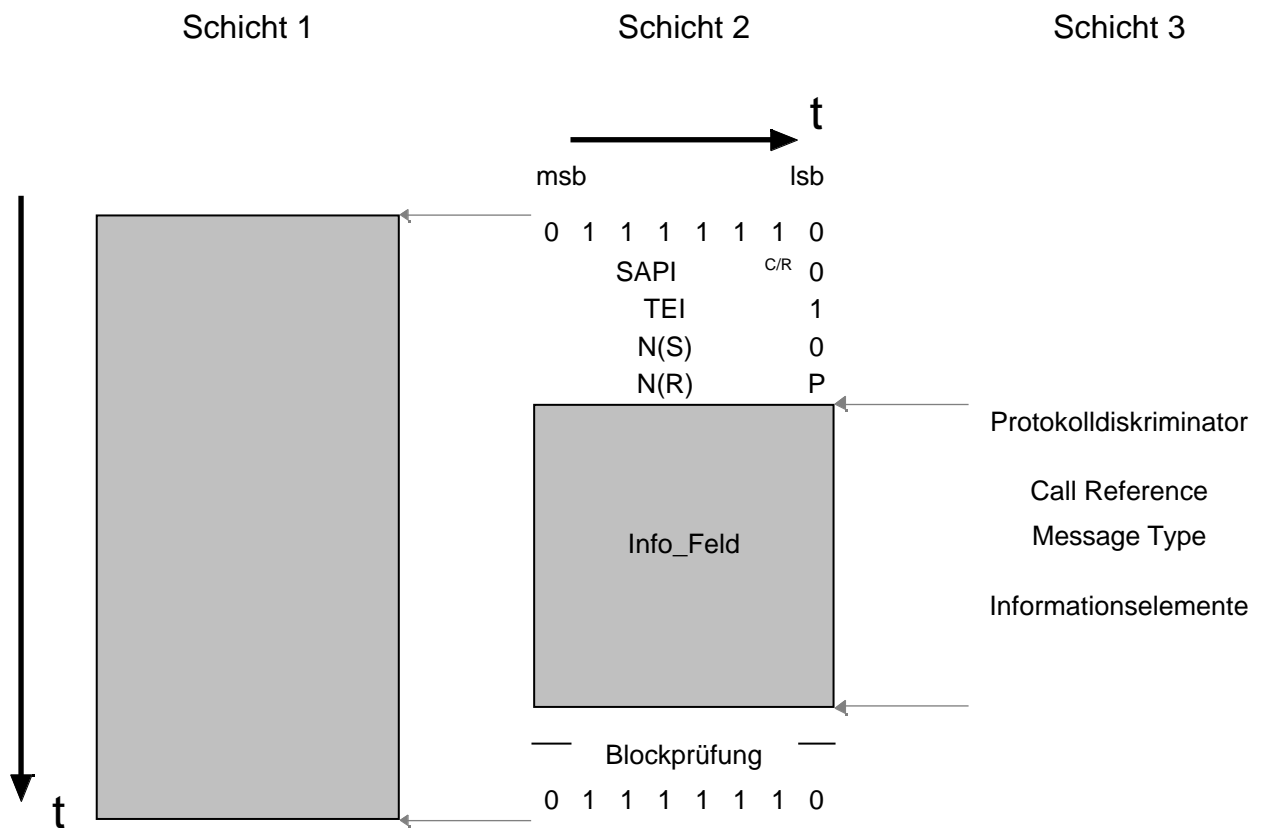 Schicht 1 Schicht 2 Schicht 3
t
msb lsb
0 1 1 1 1 1 1 0
SAPI C/R 0
TEI 1
N(S) 0
N(R) P
Protokolldiskriminator
Call Reference
Message Type
Info_Feld
Informationselemente
Blockprüfung
0 1 1 1 1 1 1 0
t